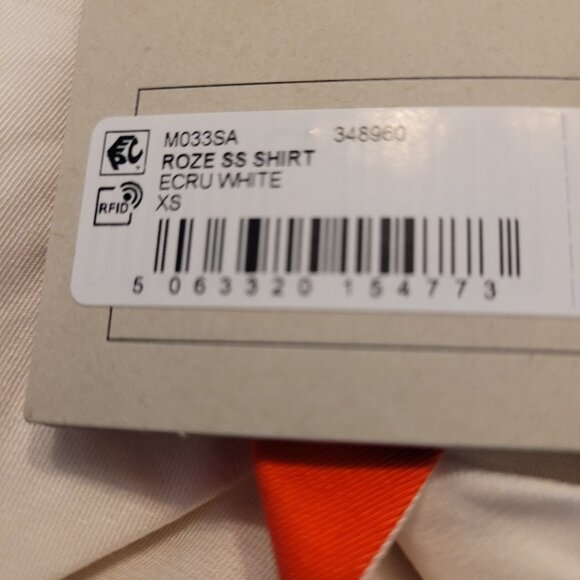 M033SA 348960
ROZE SS SHIRT
ECRU WHITE
XS
RFID
5 063320 154773